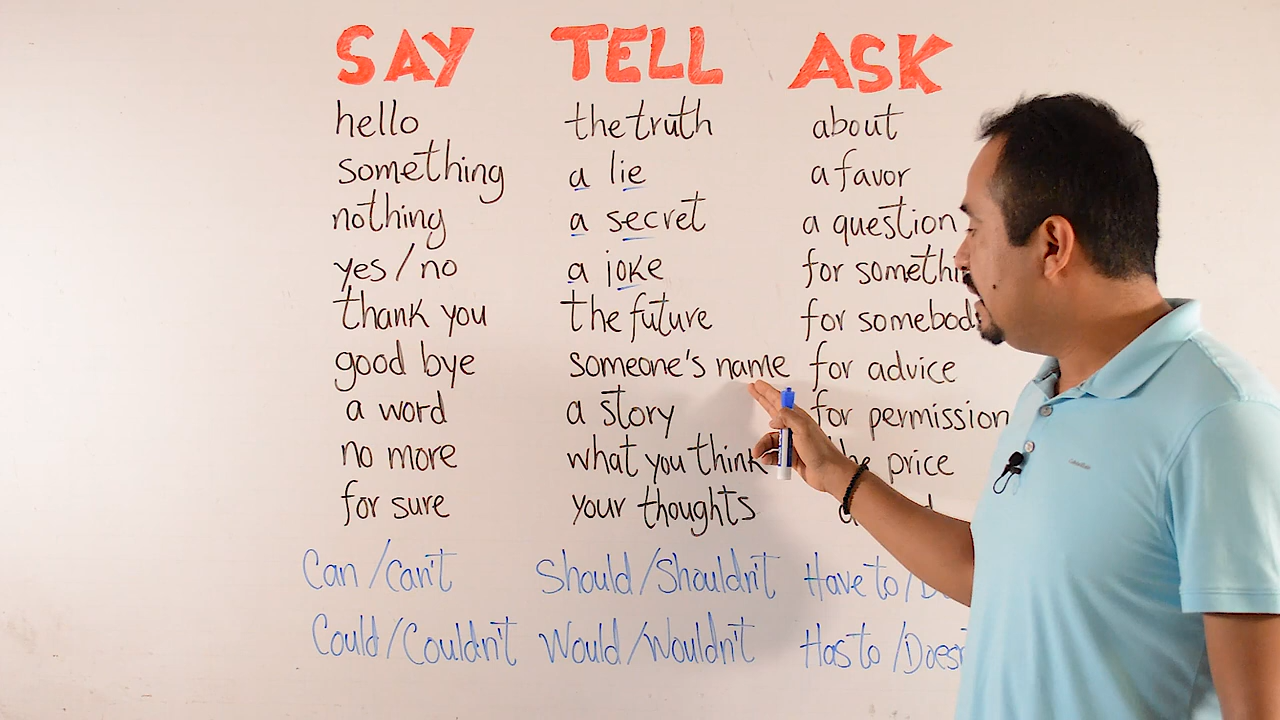 SAY TELL ASK
hello the truth about
something a lie a favor
nothing a secret a question
yes/no a joke for somethi
thank you the future for somebod
good bye someone's name for advice
a word a story for permission
no more what you think price
for sure your thoughts
Can/Can't Should/Shouldn't Have to/
Could/Couldn't Would/Wouldn't Has to/Does